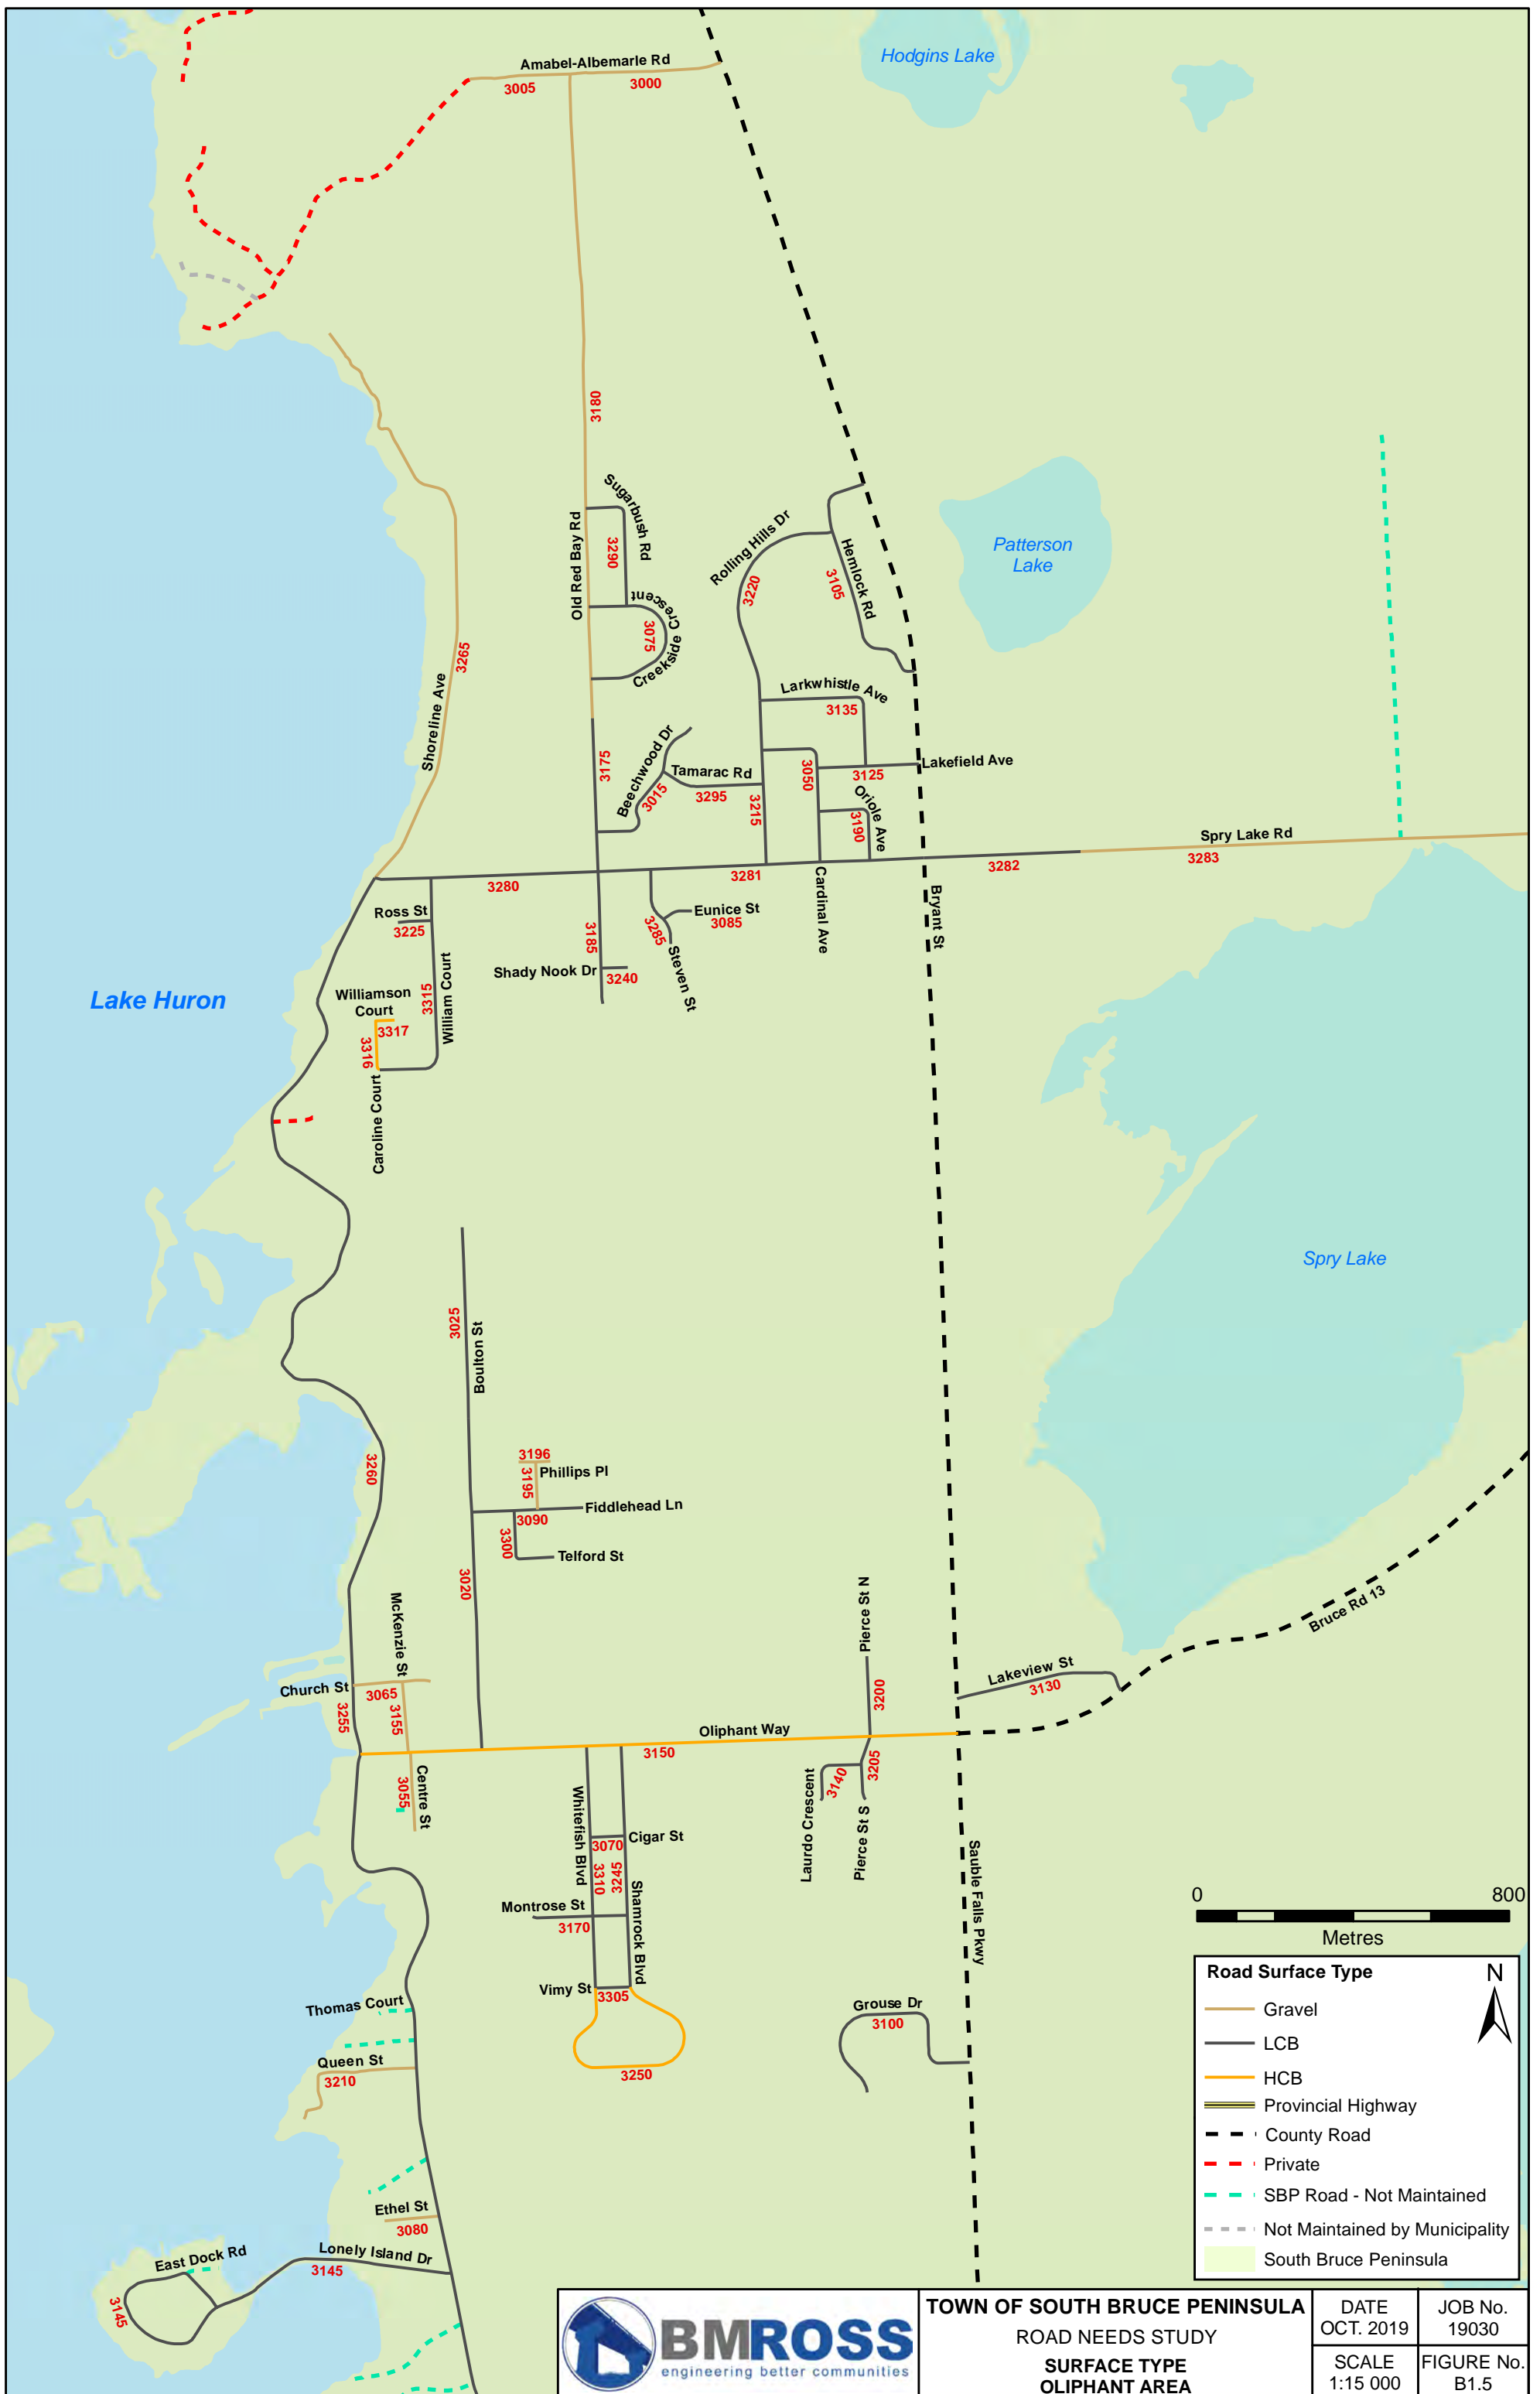 Hodgins Lake
Amabel-Albemarle Rd
3005
3000
3180
Sugarbush Rd
3260
Old Red Bay Rd
Creekside Crescent
3075
Rolling Hills Dr
3220
Hemlock Rd
3105
Patterson
Lake
Shoreline Ave
3265
Larkwhistle Ave
3135
Beechwood Dr
3015
3175
Tamarac Rd
3295
3215
3050
3125
Lakefield Ave
Oriole Ave
3190
Spry Lake Rd
3280
3281
3282
3283
Ross St
3225
3185
3285
Eunice St
3085
Cardinal Ave
Bryant St
Shady Nook Dr
3240
Steven St
Lake Huron
Williamson
Court
3317
3315
William Court
3316
Caroline Court
Spry Lake
3025
Boulton St
3260
3196
3195
Phillips Pl
Fiddlehead Ln
3090
3300
Telford St
3020
McKenzie St
Pierce St N
Bruce Rd 13
Church St
3065
3155
3255
3200
Lakeview St
3130
Oliphant Way
3150
3055
Centre St
Whitefish Blvd
3205
3140
Laurdo Crescent
Pierce St S
Cigar St
3070
3310
3245
Shamrock Blvd
Sauble Falls Pkwy
Montrose St
3170
Vimy St
3305
3250
Grouse Dr
3100
Thomas Court
Queen St
3210
Ethel St
3080
East Dock Rd
Lonely Island Dr
3145
3145
0 800
Metres
Road Surface Type
N
Gravel
LCB
HCB
Provincial Highway
County Road
Private
SBP Road - Not Maintained
Not Maintained by Municipality
South Bruce Peninsula
BMROSS
engineering better communities
TOWN OF SOUTH BRUCE PENINSULA
ROAD NEEDS STUDY
SURFACE TYPE
OLIPHANT AREA
DATE
OCT. 2019
JOB No.
19030
SCALE
1:15 000
FIGURE No.
B1.5